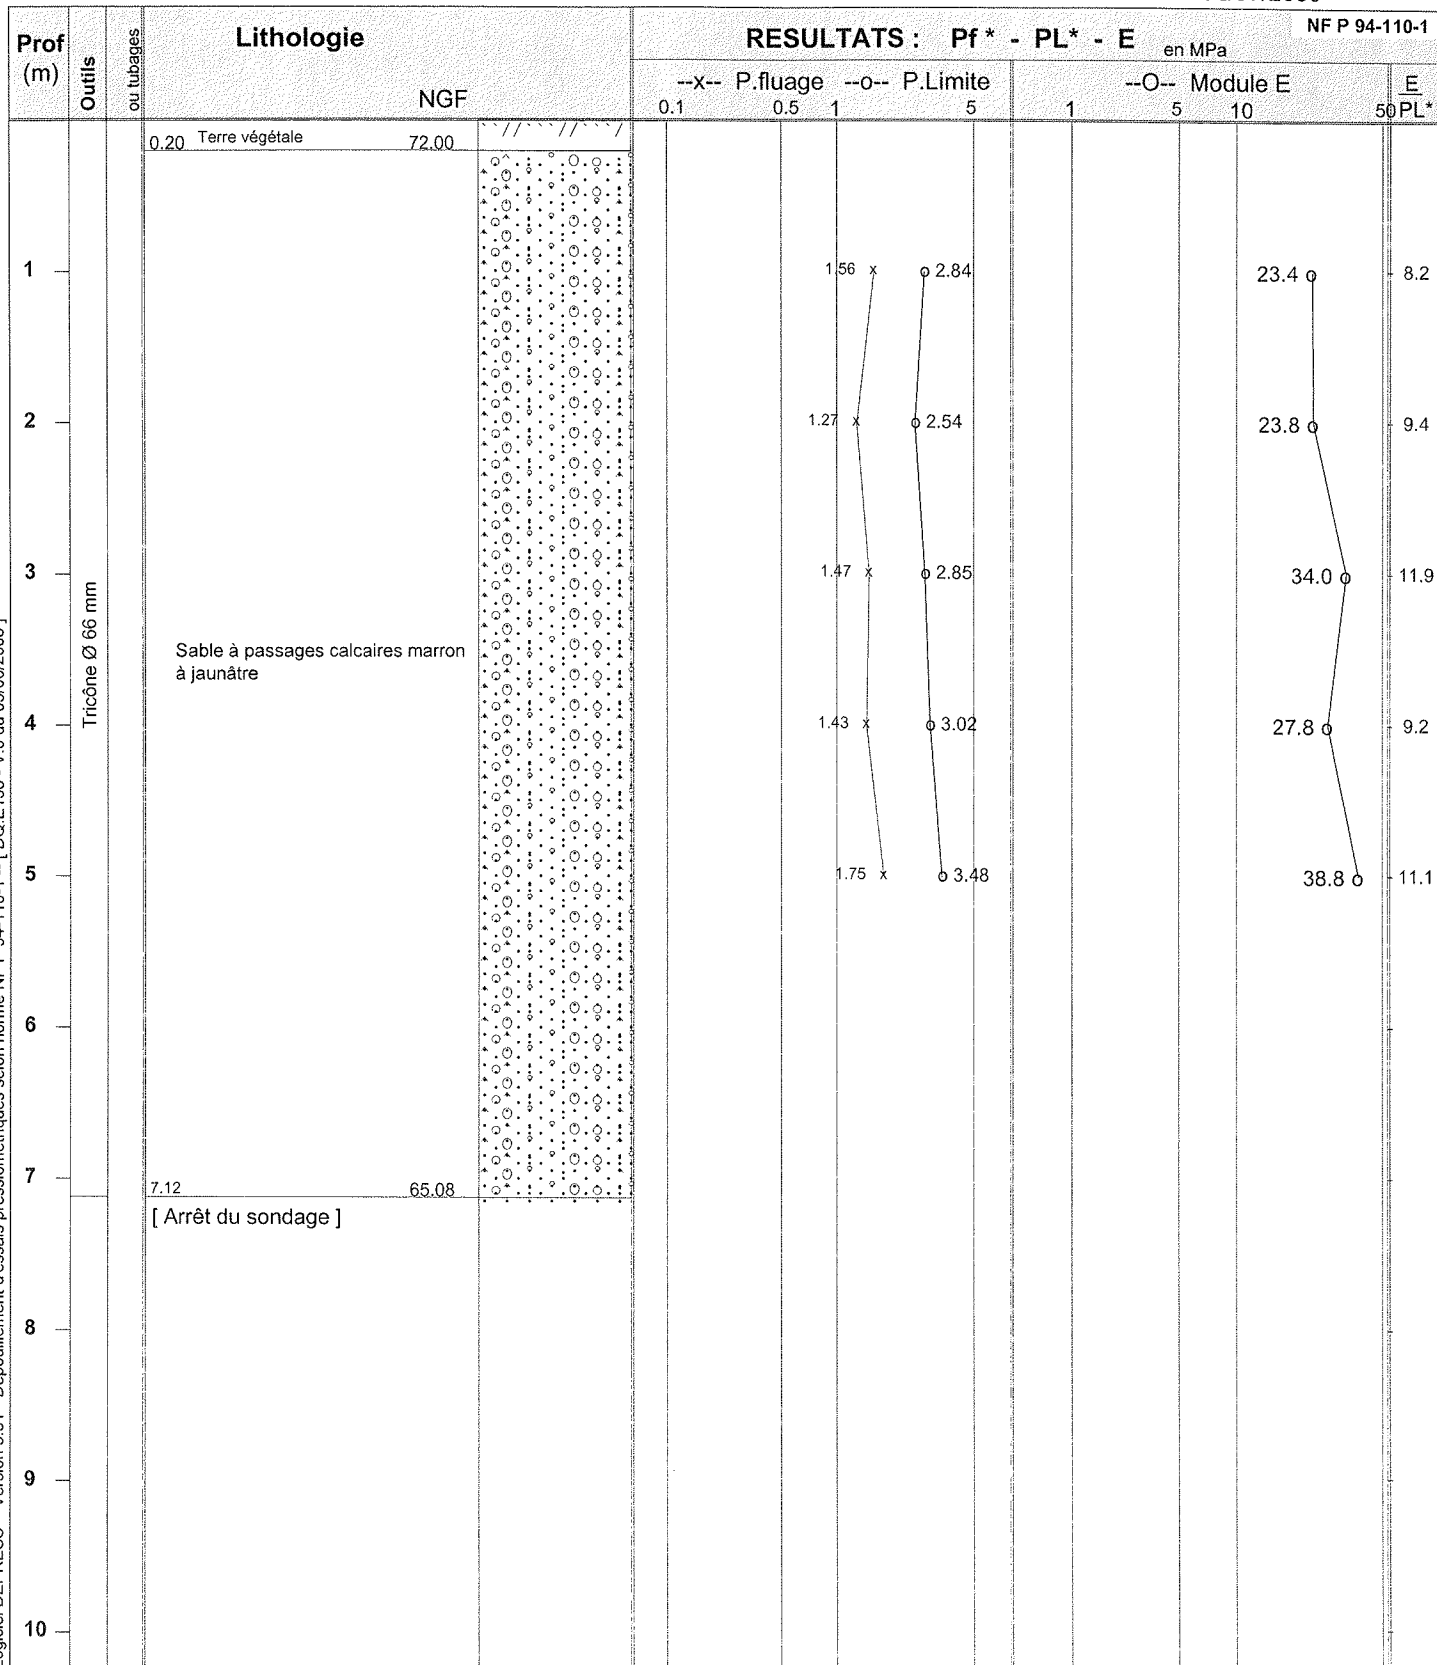 Prof
(m)
Outils
ou tubages
Lithologie
NGF
RESULTATS : Pf * - PL* - E en MPa
NF P 94-110-1
--x-- P.fluage --o-- P.Limite
--O-- Module E
E
PL*
0.1 0.5 1 5 1 5 10 50
0.20 Terre végétale 72.00
1 1.56 x o 2.84 23.4 o 8.2
2 1.27 x o 2.54 23.8 o 9.4
3 1.47 x o 2.85 34.0 o 11.9
Tricône Ø 66 mm
Sable à passages calcaires marron
à jaunâtre
4 1.43 x o 3.02 27.8 o 9.2
5 1.75 x o 3.48 38.8 o 11.1
6
7
7.12 65.08
[ Arrêt du sondage ]
8
9
10